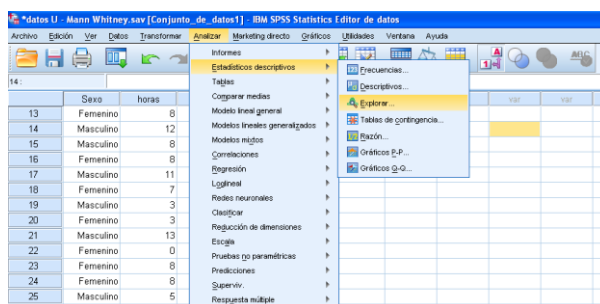 *datos U - Mann Whitney.sav [Conjunto_de_datos1] - IBM SPSS Statistics Editor de datos
Archivo Edición Ver Datos Transformar Analizar Marketing directo Gráficos Utilidades Ventana Ayuda
14 :
Sexo horas var var
13 Femenino 8
14 Masculino 12
15 Masculino 8
16 Femenino 8
17 Masculino 11
18 Femenino 7
19 Masculino 3
20 Femenino 3
21 Masculino 13
22 Femenino 0
23 Femenino 8
24 Femenino 8
25 Masculino 5
Informes
Estadísticos descriptivos
Tablas
Comparar medias
Modelo lineal general
Modelos lineales generalizados
Modelos mixtos
Correlaciones
Regresión
Loglineal
Redes neuronales
Clasificar
Reducción de dimensiones
Escala
Pruebas no paramétricas
Predicciones
Superviv.
Respuesta múltiple
Frecuencias...
Descriptivos...
Explorar...
Tablas de contingencia...
Razón...
Gráficos P-P...
Gráficos Q-Q...